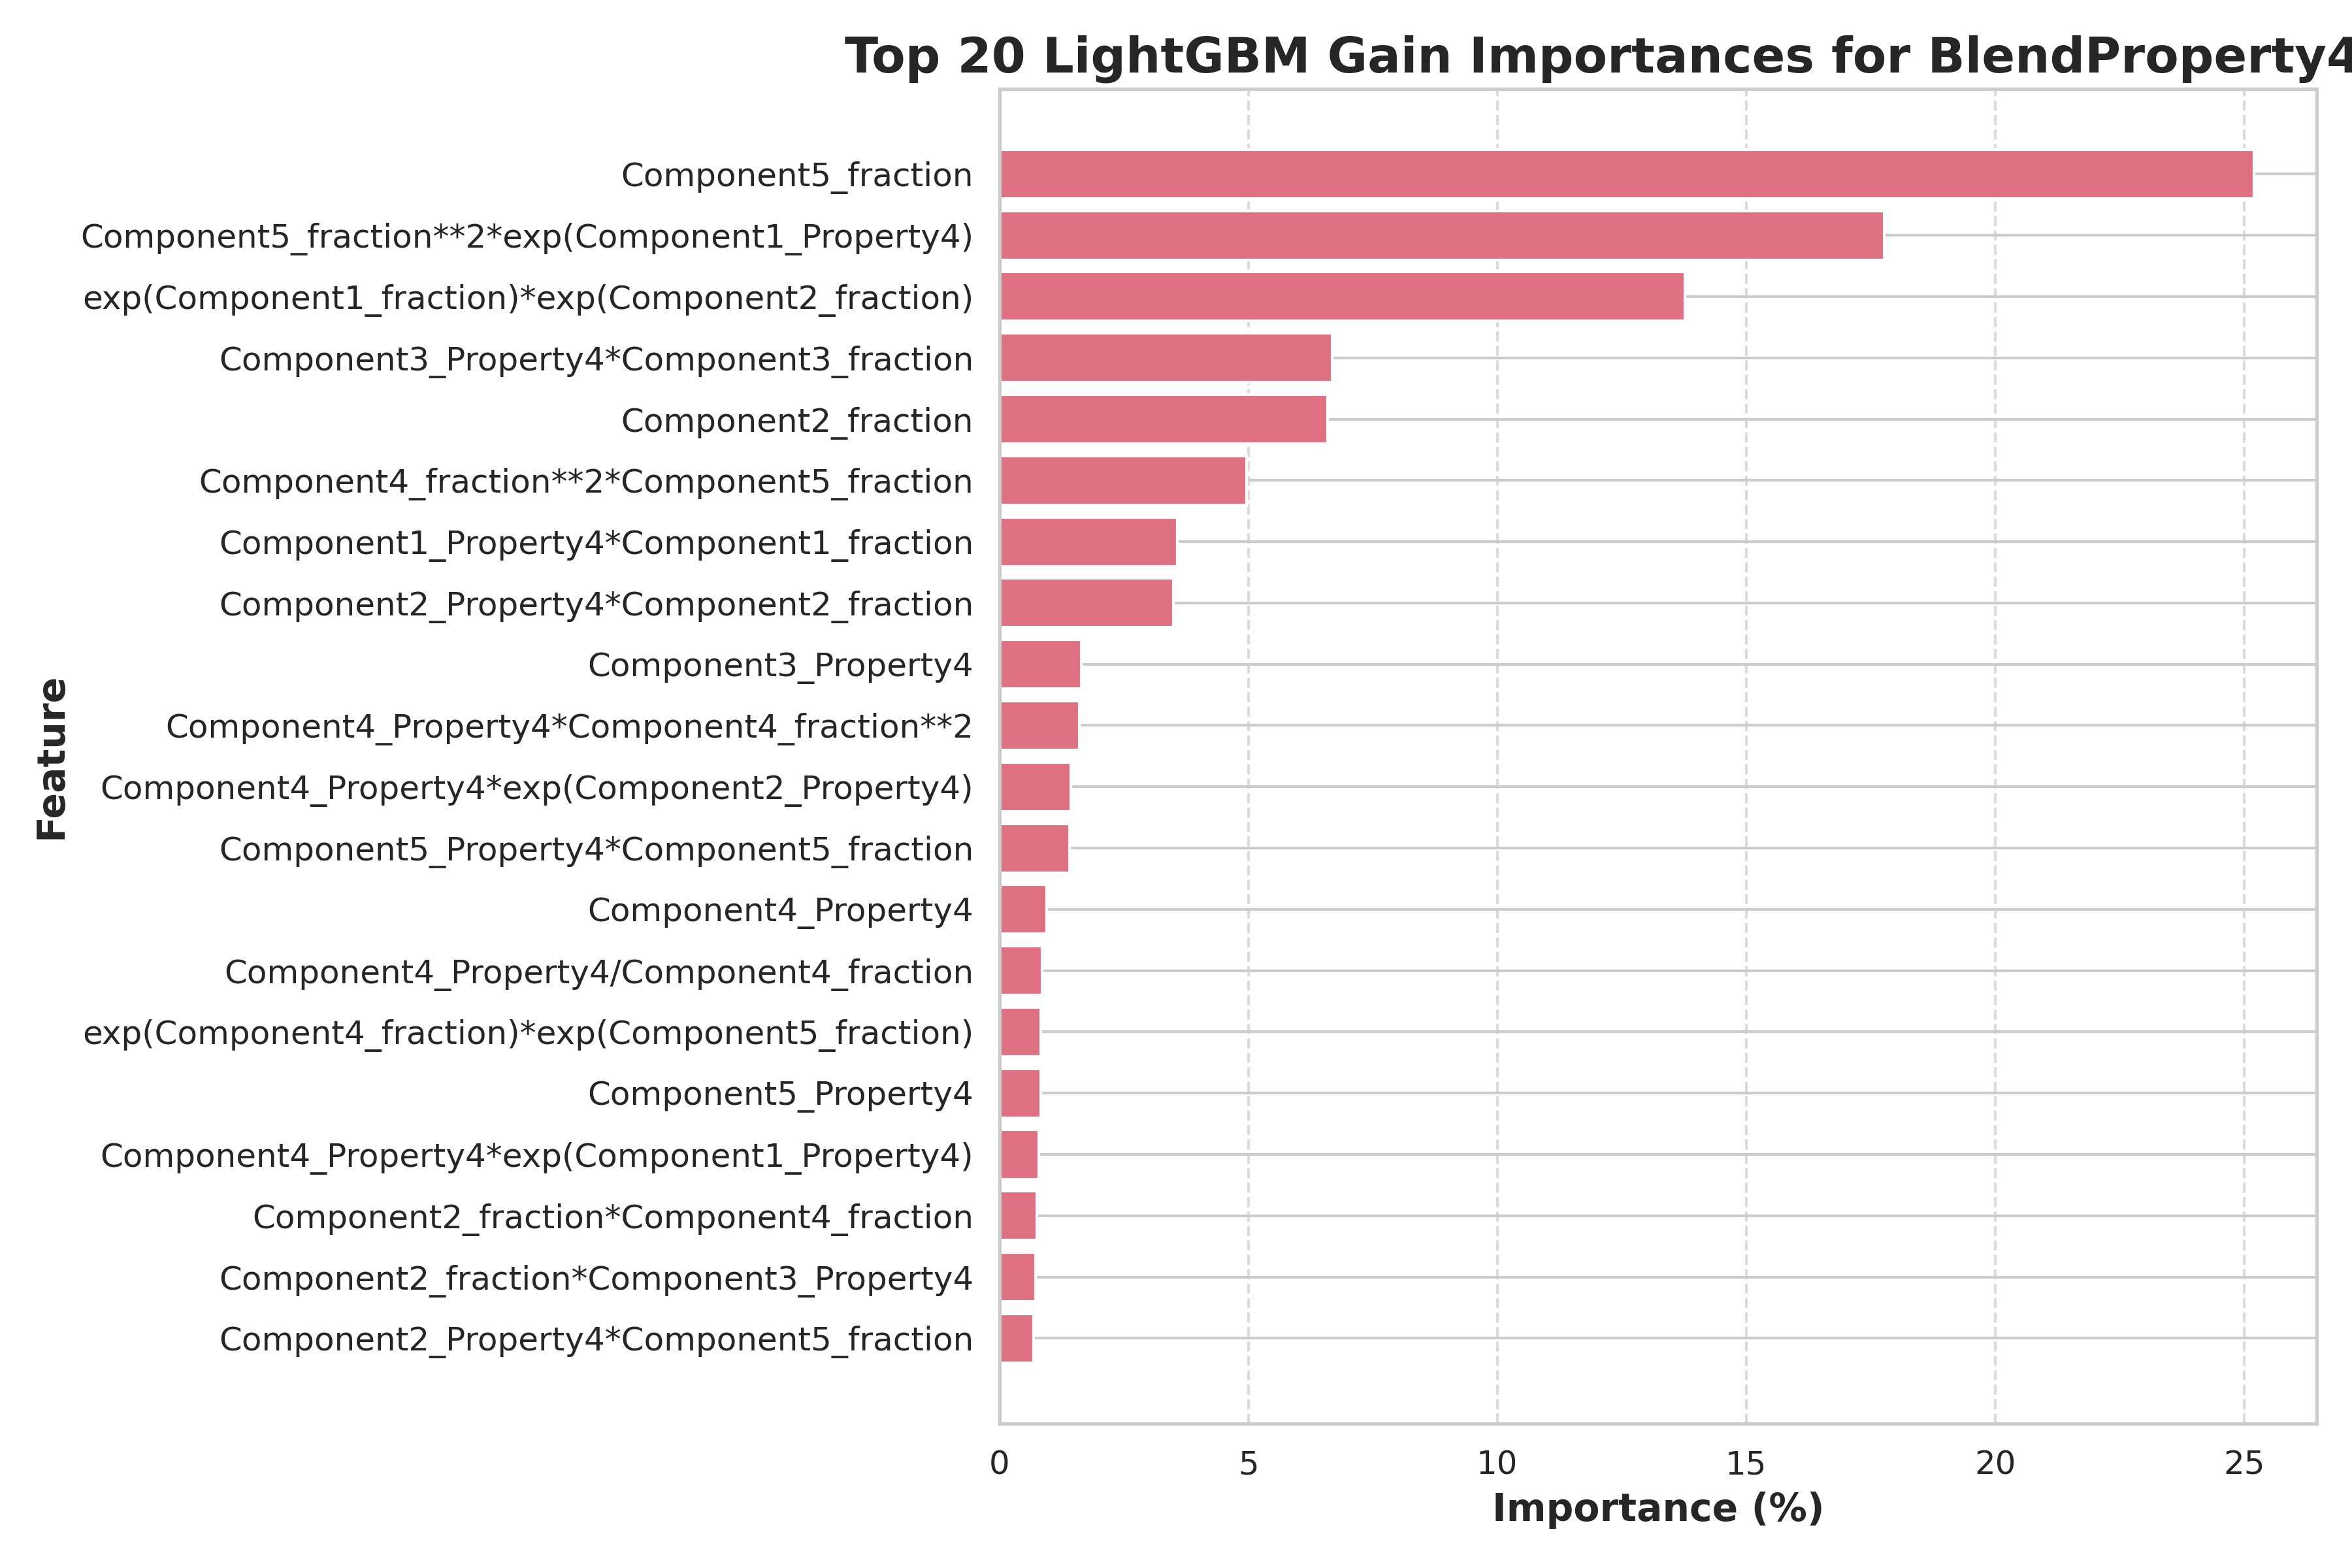 Top 20 LightGBM Gain Importances for BlendProperty4
Component5_fraction
Component5_fraction**2*exp(Component1_Property4)
exp(Component1_fraction)*exp(Component2_fraction)
Component3_Property4*Component3_fraction
Component2_fraction
Component4_fraction**2*Component5_fraction
Component1_Property4*Component1_fraction
Component2_Property4*Component2_fraction
Component3_Property4
Component4_Property4*Component4_fraction**2
Component4_Property4*exp(Component2_Property4)
Component5_Property4*Component5_fraction
Component4_Property4
Component4_Property4/Component4_fraction
exp(Component4_fraction)*exp(Component5_fraction)
Component5_Property4
Component4_Property4*exp(Component1_Property4)
Component2_fraction*Component4_fraction
Component2_fraction*Component3_Property4
Component2_Property4*Component5_fraction
Feature
0 5 10 15 20 25
Importance (%)